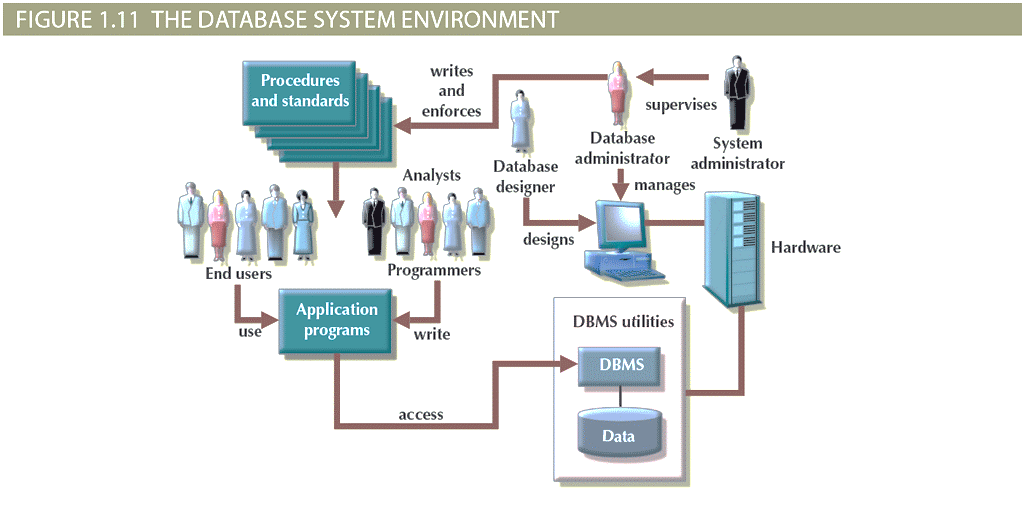 FIGURE 1.11 THE DATABASE SYSTEM ENVIRONMENT
Procedures
and standards
writes
and
enforces
supervises
Database
administrator
System
administrator
Database
designer
manages
Analysts
designs
Hardware
End users
Programmers
Application
programs
use
write
DBMS utilities
DBMS
access
Data